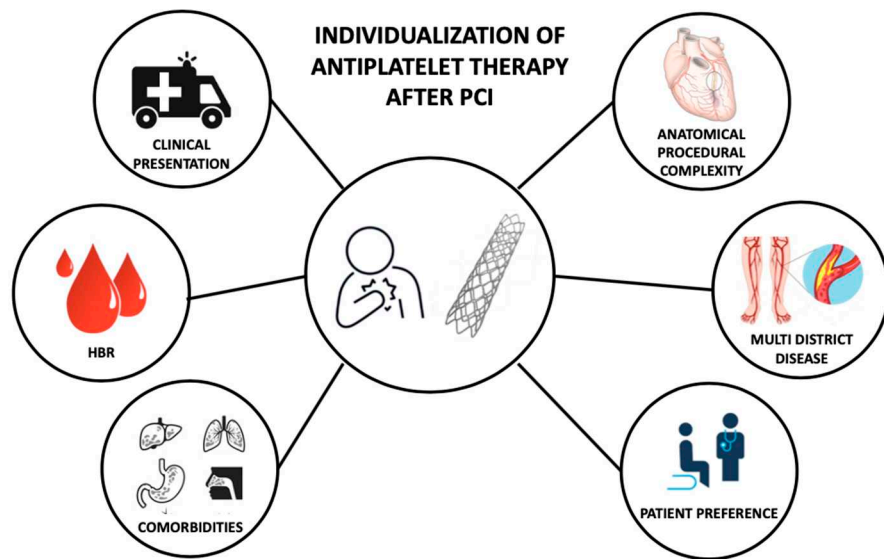 INDIVIDUALIZATION OF
ANTIPLATELET THERAPY
AFTER PCI
CLINICAL
PRESENTATION
ANATOMICAL
PROCEDURAL
COMPLEXITY
HBR
MULTI DISTRICT
DISEASE
COMORBIDITIES
PATIENT PREFERENCE